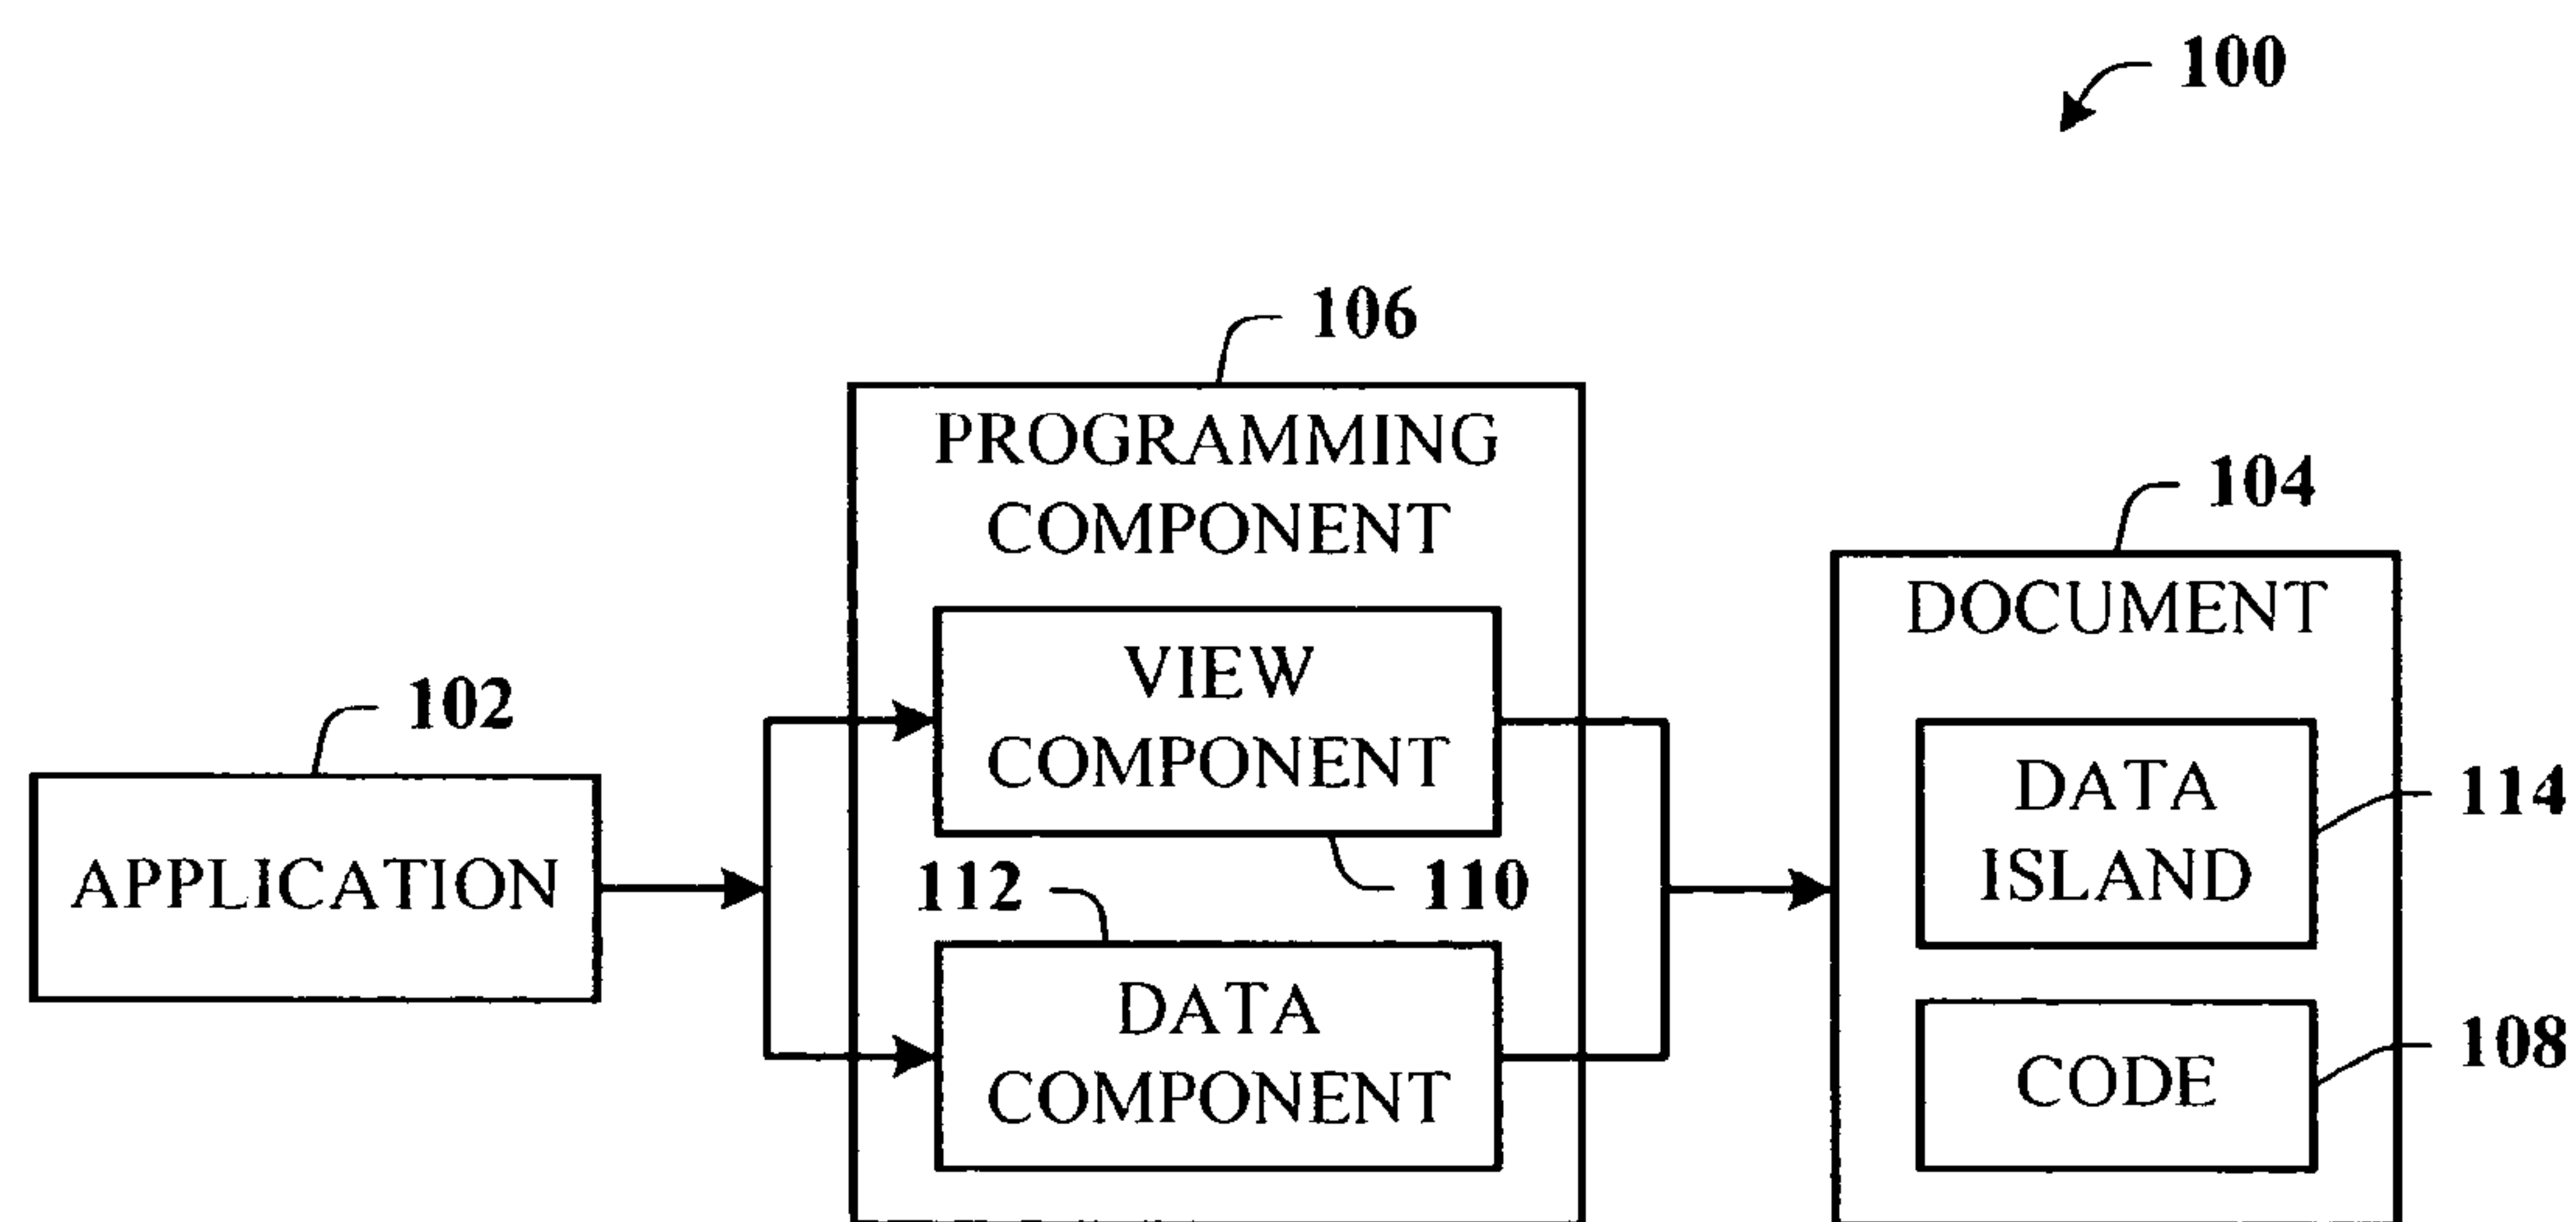 100
106
PROGRAMMING
COMPONENT
104
DOCUMENT
VIEW
COMPONENT
102
DATA
ISLAND
114
APPLICATION
112
110
DATA
COMPONENT
CODE
108